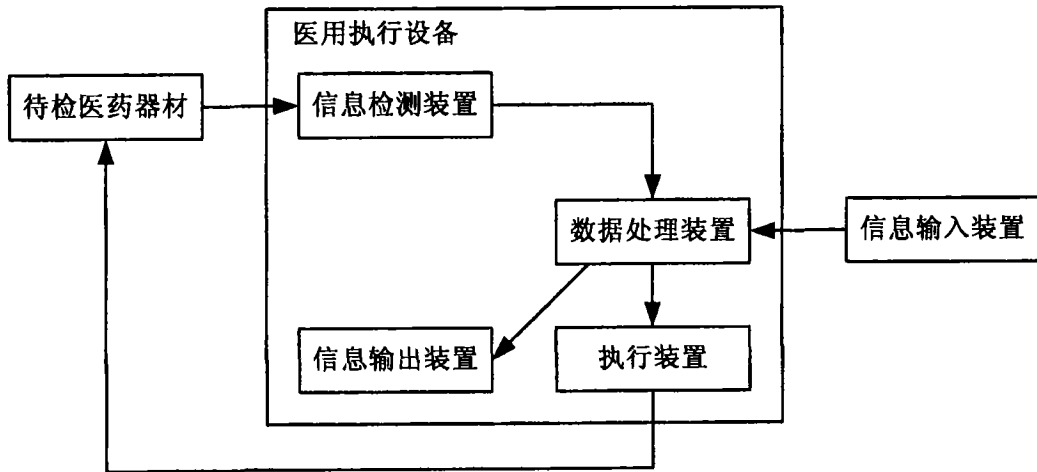 医用执行设备
待检医药器材
信息检测装置
数据处理装置
信息输入装置
信息输出装置
执行装置